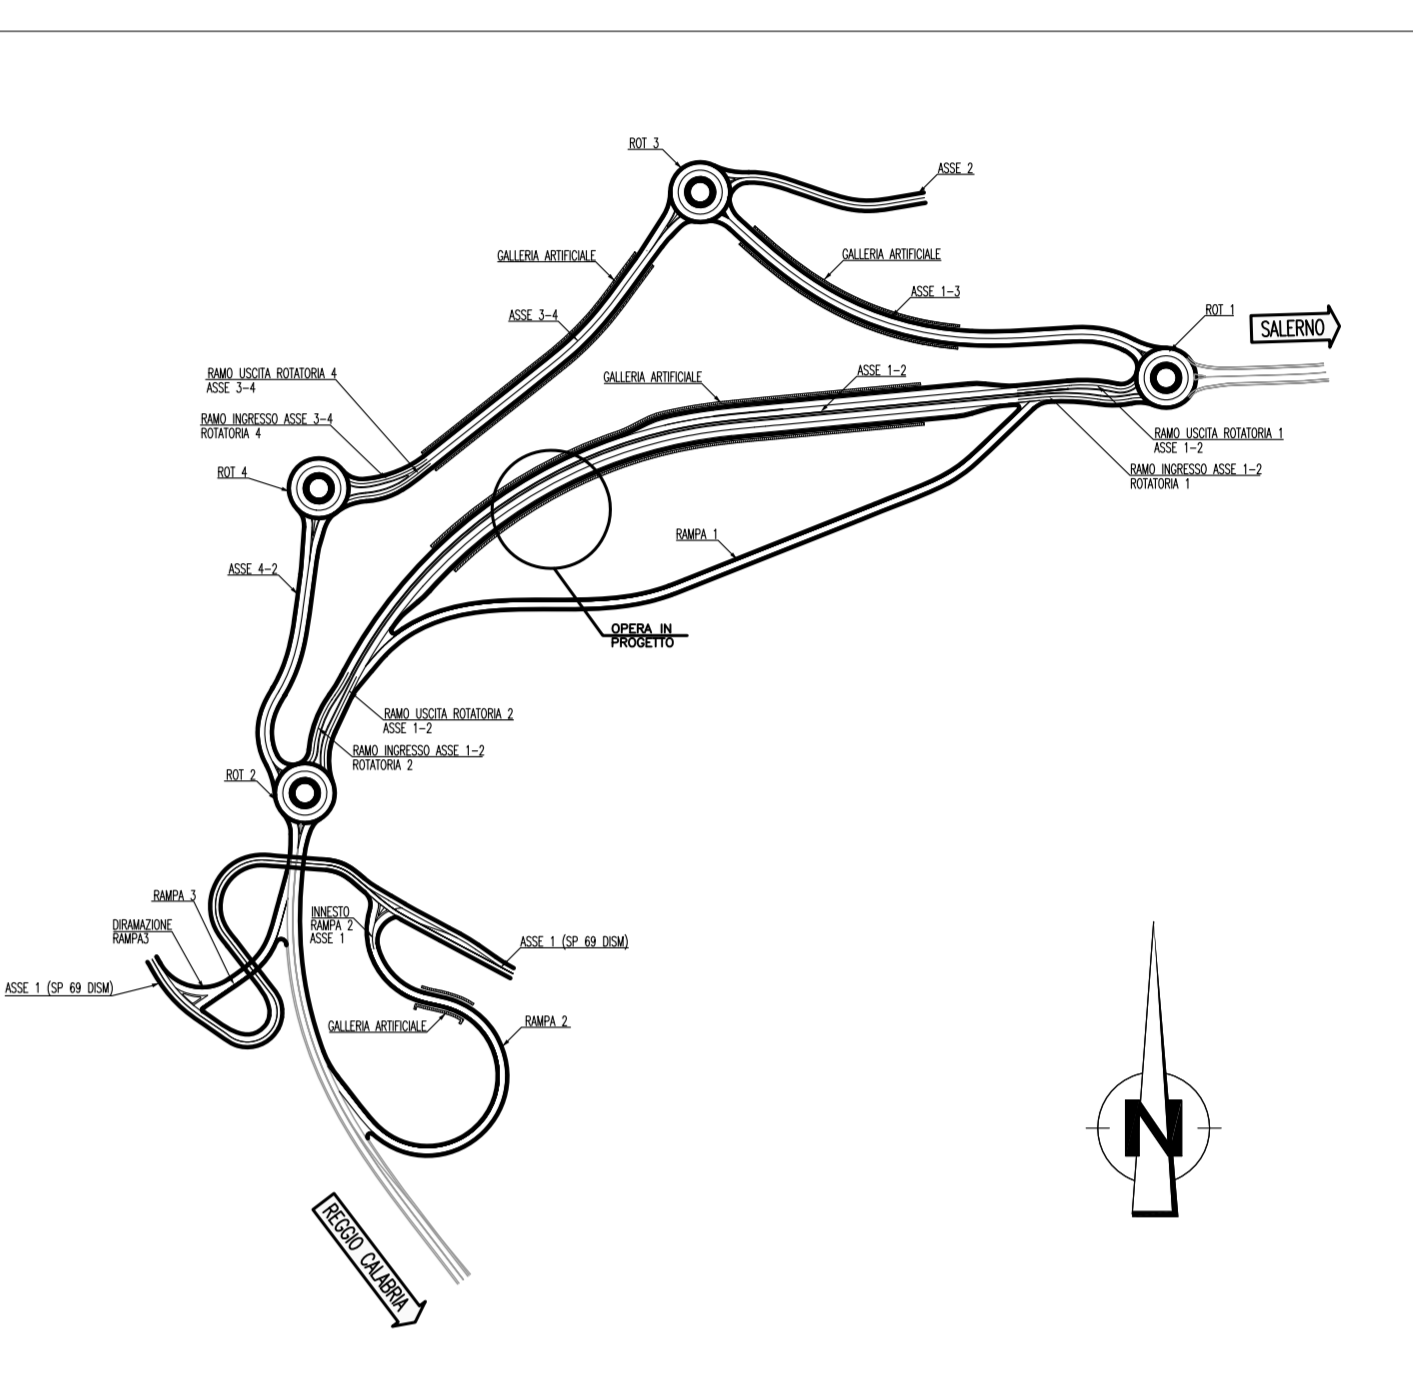 ROT 3
ASSE 2
GALLERIA ARTIFICIALE
GALLERIA ARTIFICIALE
ASSE 1-3
ROT 1
SALERNO
ASSE 3-4
RAMO USCITA ROTATORIA 4
ASSE 3-4
GALLERIA ARTIFICIALE
ASSE 1-2
RAMO INGRESSO ASSE 3-4
ROTATORIA 4
RAMO USCITA ROTATORIA 1
ASSE 1-2
ROT 4
RAMO INGRESSO ASSE 1-2
ROTATORIA 1
RAMPA 1
ASSE 4-2
OPERA IN
PROGETTO
RAMO USCITA ROTATORIA 2
ASSE 1-2
RAMO INGRESSO ASSE 1-2
ROTATORIA 2
ROT 2
RAMPA 3
DIRAMAZIONE
RAMPA3
INNESTO
RAMPA 2
ASSE 1
ASSE 1 (SP 69 DISM)
ASSE 1 (SP 69 DISM)
GALLERIA ARTIFICIALE
RAMPA 2
N
REGGIO CALABRIA